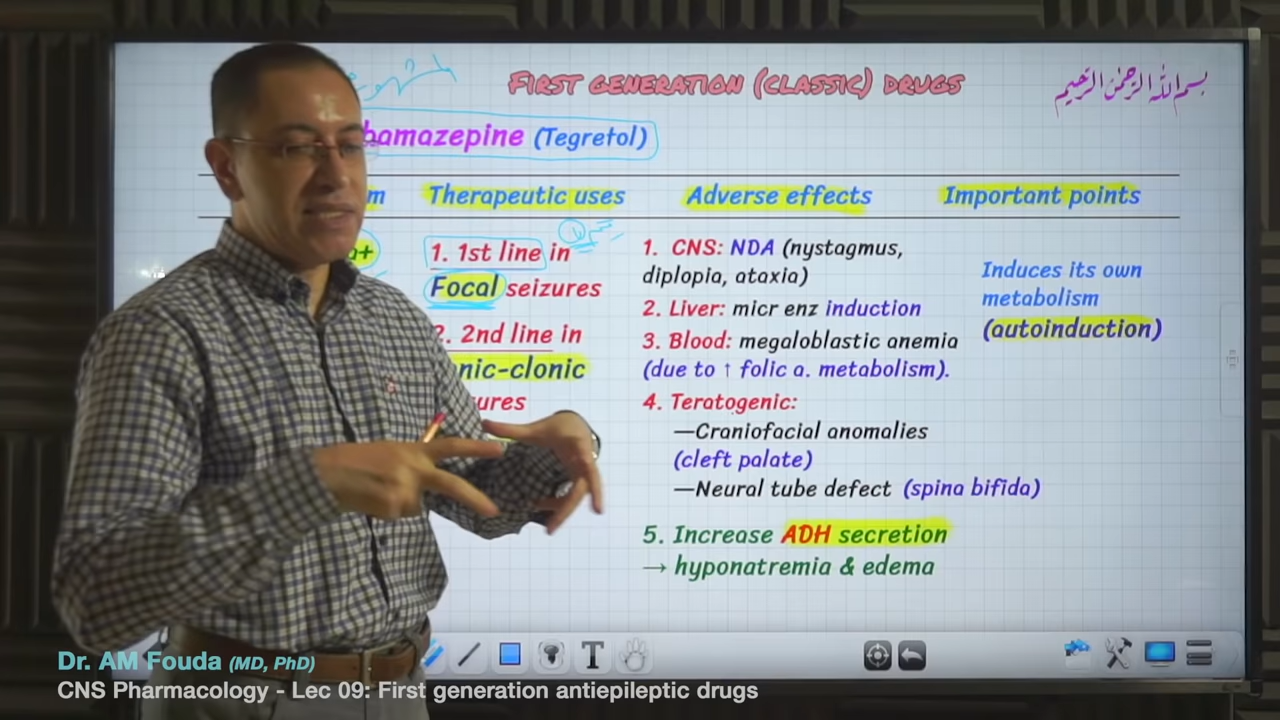 First generation (classic) drugs
بسم الله الرحمن الرحيم
bamazepine (Tegretol)
m Therapeutic uses Adverse effects Important points
a+
1. 1st line in
Focal seizures
2. 2nd line in
nic-clonic
ures
1. CNS: NDA (nystagmus,
diplopia, ataxia)
2. Liver: micr enz induction
3. Blood: megaloblastic anemia
(due to ↑ folic a. metabolism).
4. Teratogenic:
—Craniofacial anomalies
(cleft palate)
—Neural tube defect (spina bifida)
5. Increase ADH secretion
→ hyponatremia & edema
Induces its own
metabolism
(autoinduction)
T
Dr. AM Fouda (MD, PhD)
CNS Pharmacology - Lec 09: First generation antiepileptic drugs